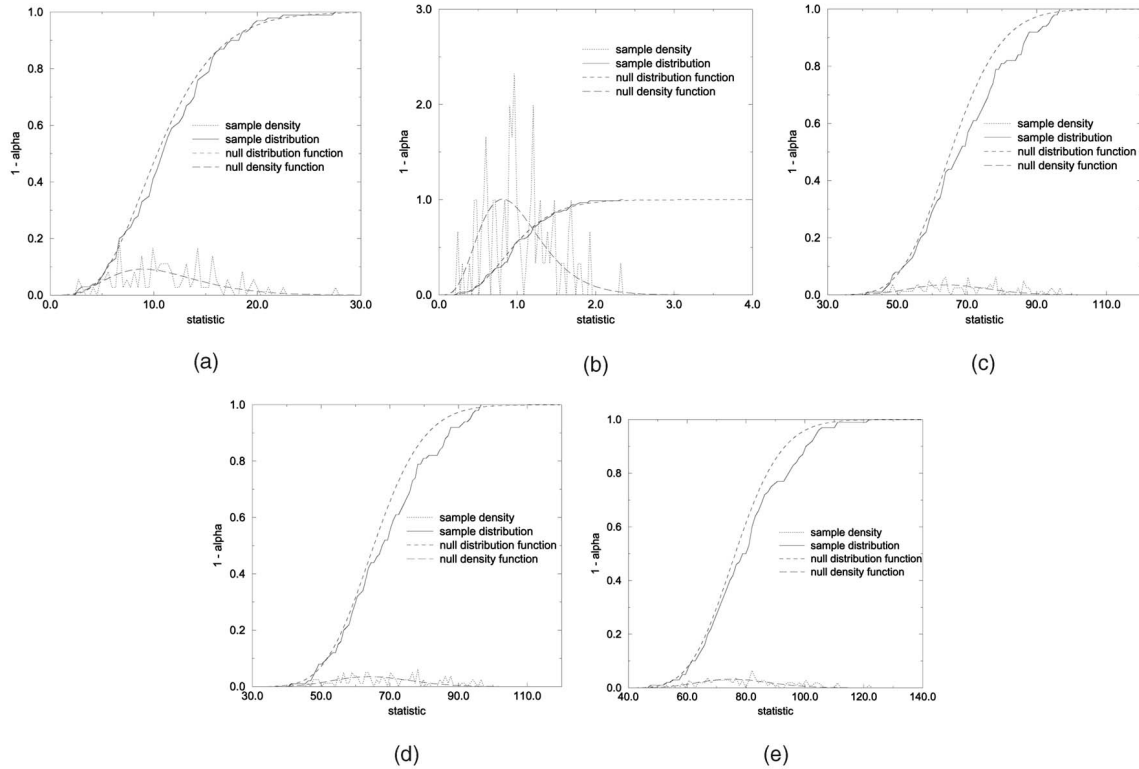 1.0
0.8
0.6
0.4
0.2
0.0
1 - alpha
sample density
sample distribution
null distribution function
null density function
0.0 10.0 20.0 30.0
statistic
(a)
3.0
2.0
1.0
0.0
1 - alpha
sample density
sample distribution
null distribution function
null density function
0.0 1.0 2.0 3.0 4.0
statistic
(b)
1.0
0.8
0.6
0.4
0.2
0.0
1 - alpha
sample density
sample distribution
null distribution function
null density function
30.0 50.0 70.0 90.0 110.0
statistic
(c)
1.0
0.8
0.6
0.4
0.2
0.0
1 - alpha
sample density
sample distribution
null distribution function
null density function
30.0 50.0 70.0 90.0 110.0
statistic
(d)
1.0
0.8
0.6
0.4
0.2
0.0
1 - alpha
sample density
sample distribution
null distribution function
null density function
40.0 60.0 80.0 100.0 120.0 140.0
statistic
(e)